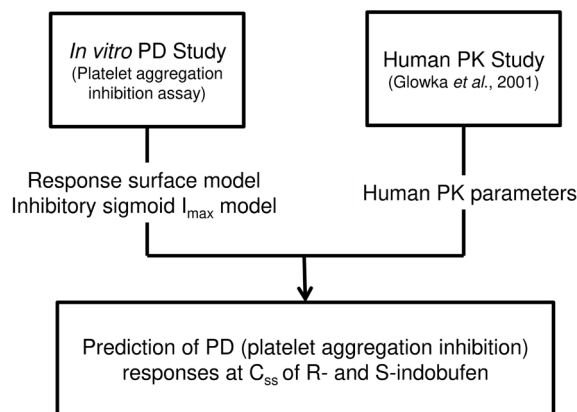 In vitro PD Study
(Platelet aggregation
inhibition assay)
Human PK Study
(Glowka et al., 2001)
Response surface model
Inhibitory sigmoid Imax model
Human PK parameters
Prediction of PD (platelet aggregation inhibition)
responses at Css of R- and S-indobufen